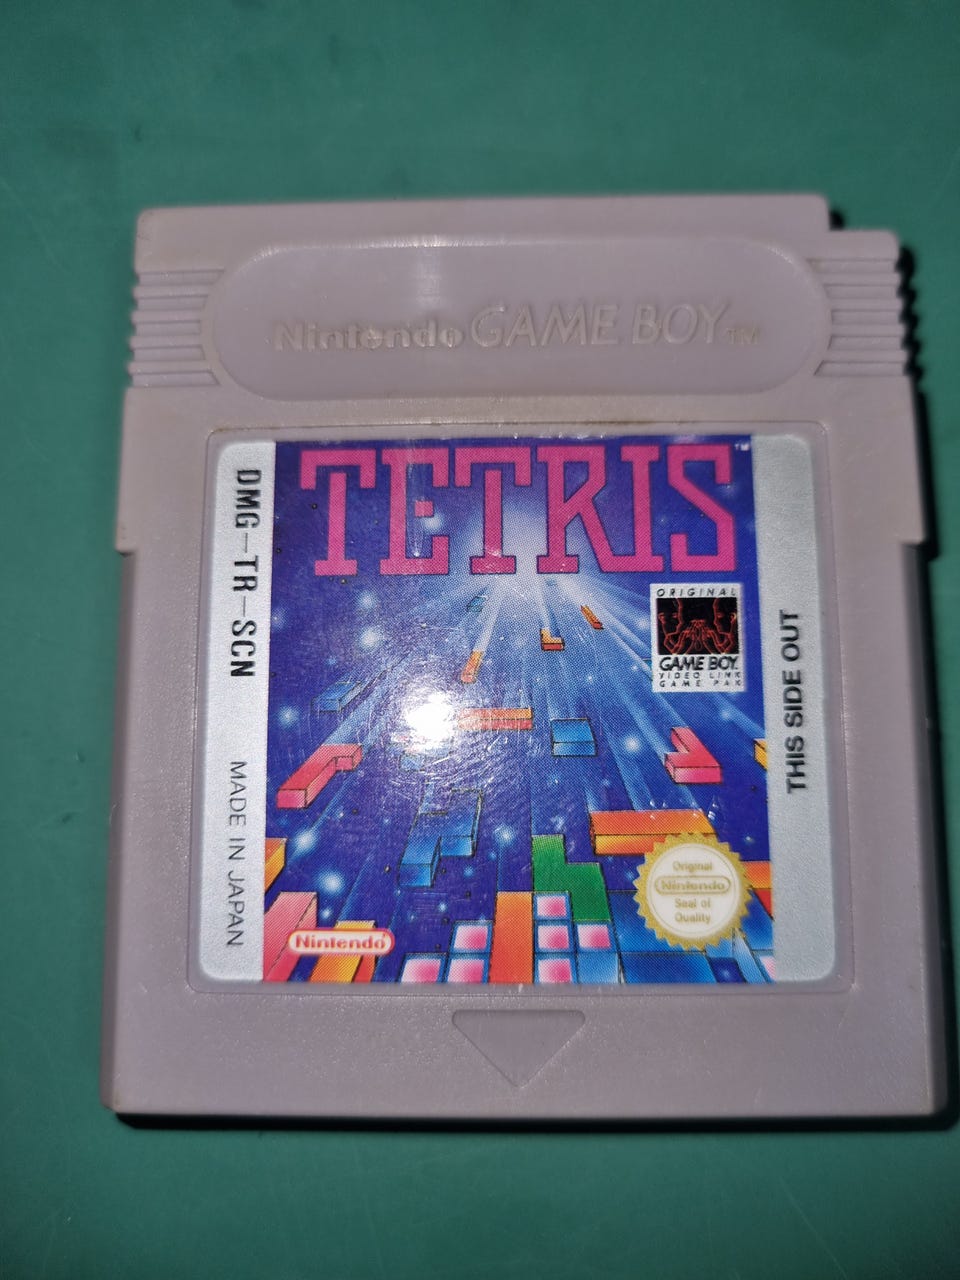 Nintendo GAME BOY TM
TETRIS TM
DMG-TR-SCN
MADE IN JAPAN
ORIGINAL
GAME BOY
VIDEO LINK
GAME PAK
THIS SIDE OUT
Original
Nintendo
Seal of
Quality
Nintendo